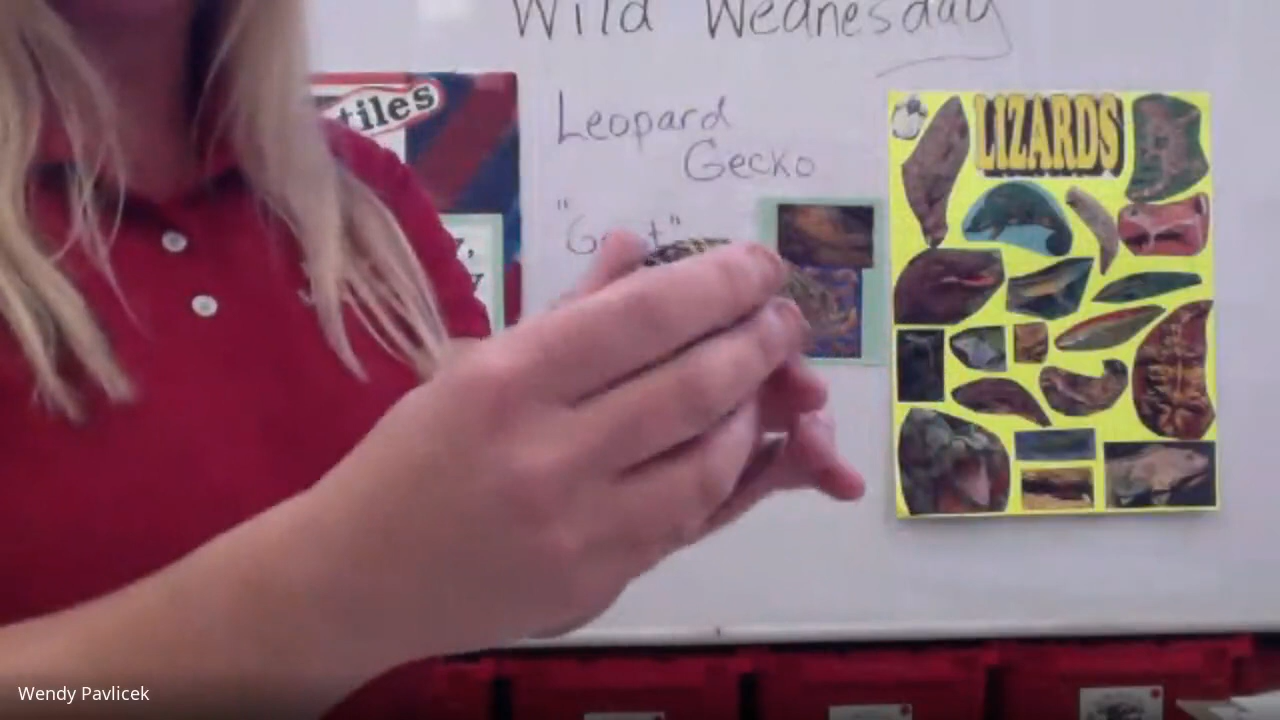 Wild Wednesday
tiles
Leopard
Gecko
LIZARDS
Wendy Pavlicek